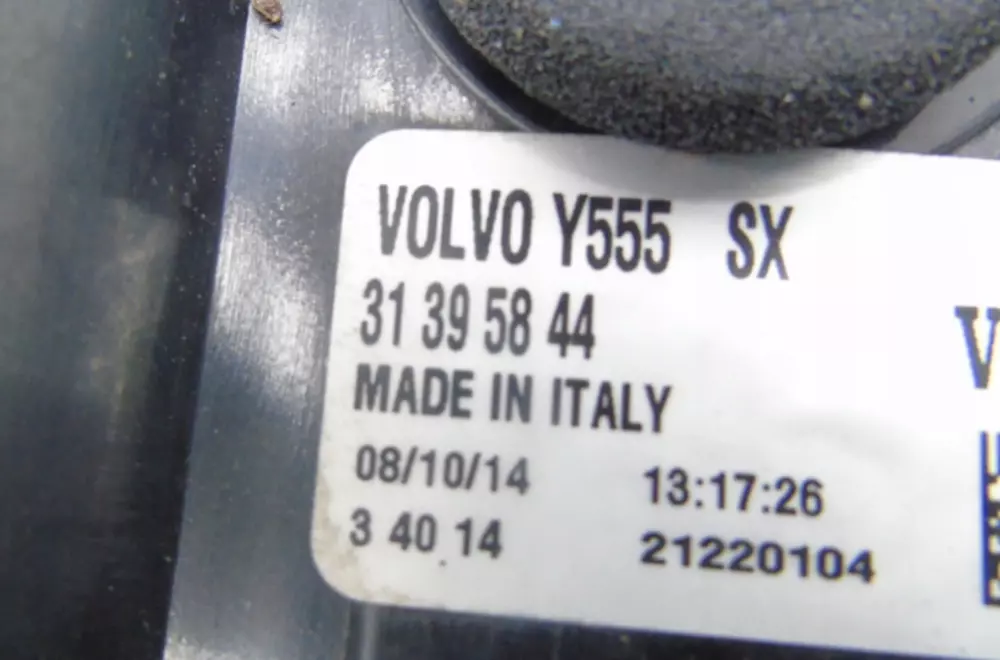 VOLVO Y555 SX
31 39 58 44
MADE IN ITALY
08/10/14 13:17:26
3 40 14 21220104
V